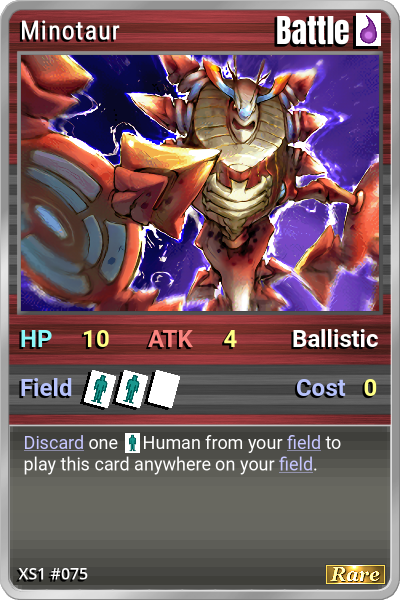 Minotaur Battle
HP 10 ATK 4 Ballistic
Field Cost 0
Discard one Human from your field to
play this card anywhere on your field.
XS1 #075 Rare